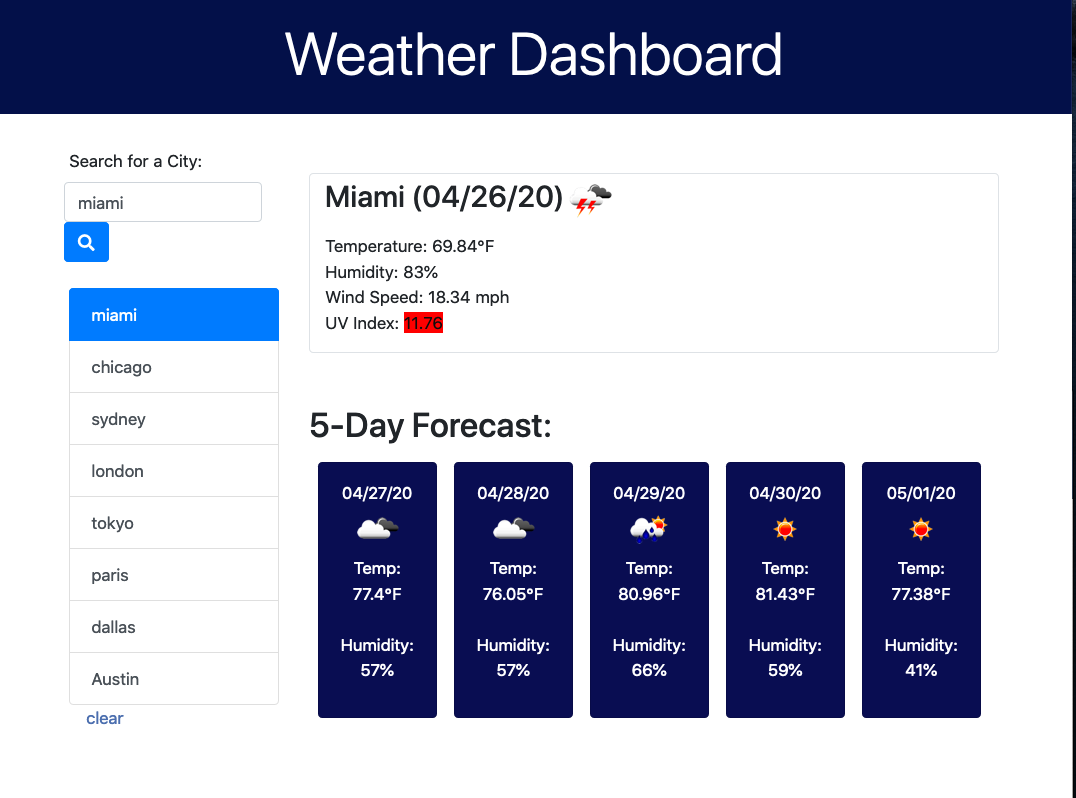 Weather Dashboard
Search for a City:
miami
miami
chicago
sydney
london
tokyo
paris
dallas
Austin
clear
Miami (04/26/20)
Temperature: 69.84°F
Humidity: 83%
Wind Speed: 18.34 mph
UV Index: 11.76
5-Day Forecast:
04/27/20
Temp:
77.4°F
Humidity:
57%
04/28/20
Temp:
76.05°F
Humidity:
57%
04/29/20
Temp:
80.96°F
Humidity:
66%
04/30/20
Temp:
81.43°F
Humidity:
59%
05/01/20
Temp:
77.38°F
Humidity:
41%